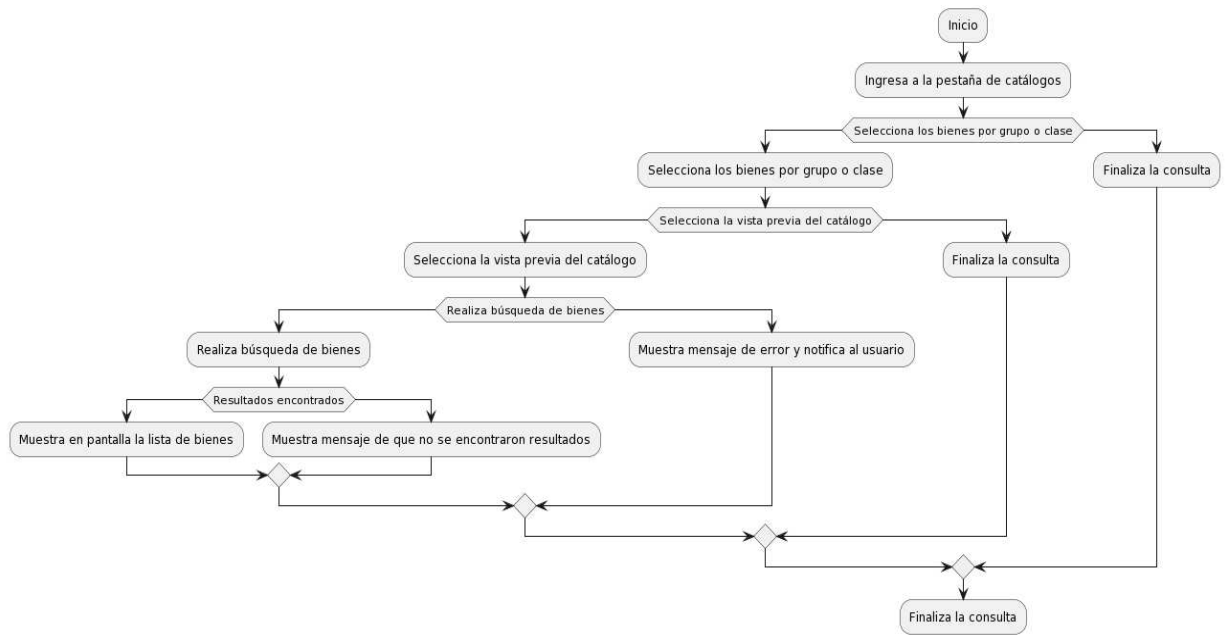 Inicio
Ingresa a la pestaña de catálogos
Selecciona los bienes por grupo o clase
Selecciona los bienes por grupo o clase
Finaliza la consulta
Selecciona la vista previa del catálogo
Selecciona la vista previa del catálogo
Finaliza la consulta
Realiza búsqueda de bienes
Realiza búsqueda de bienes
Muestra mensaje de error y notifica al usuario
Resultados encontrados
Muestra en pantalla la lista de bienes
Muestra mensaje de que no se encontraron resultados
Finaliza la consulta